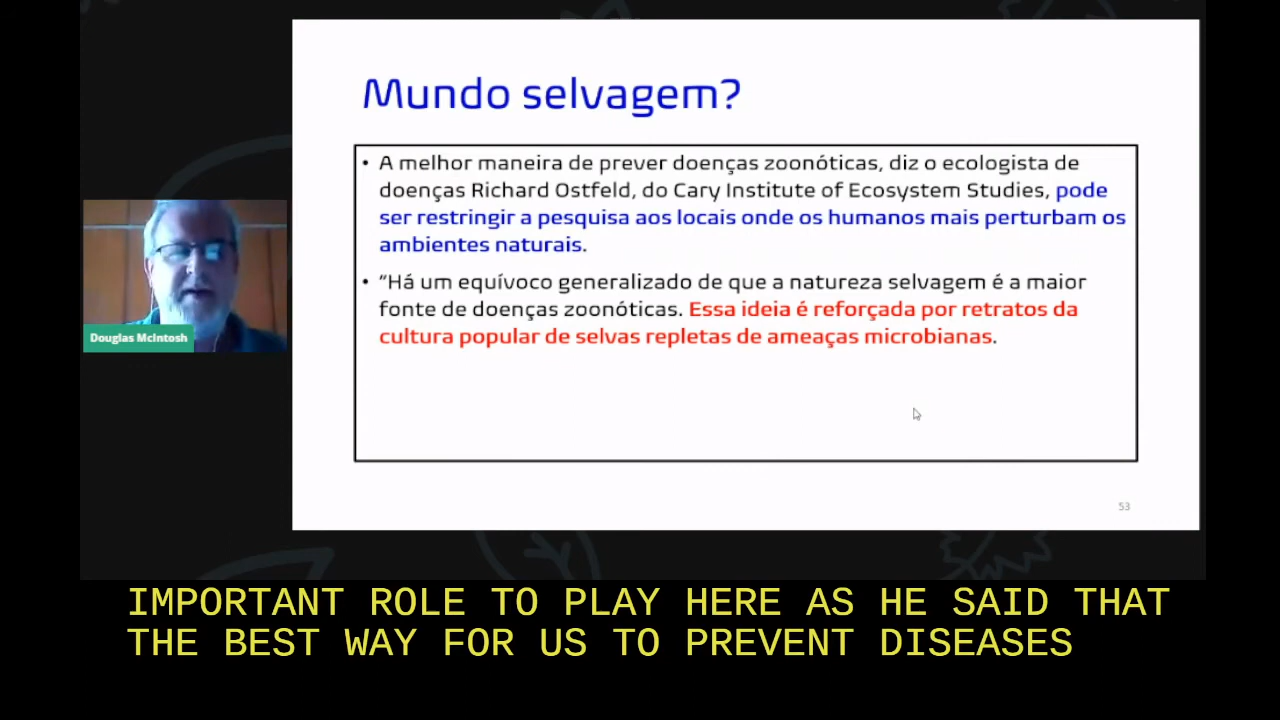 Mundo selvagem?
• A melhor maneira de prever doenças zoonóticas, diz o ecologista de
doenças Richard Ostfeld, do Cary Institute of Ecosystem Studies, pode
ser restringir a pesquisa aos locais onde os humanos mais perturbam os
ambientes naturais.
• “Há um equívoco generalizado de que a natureza selvagem é a maior
fonte de doenças zoonóticas. Essa ideia é reforçada por retratos da
cultura popular de selvas repletas de ameaças microbianas.
Douglas McIntosh
53
IMPORTANT ROLE TO PLAY HERE AS HE SAID THAT
THE BEST WAY FOR US TO PREVENT DISEASES